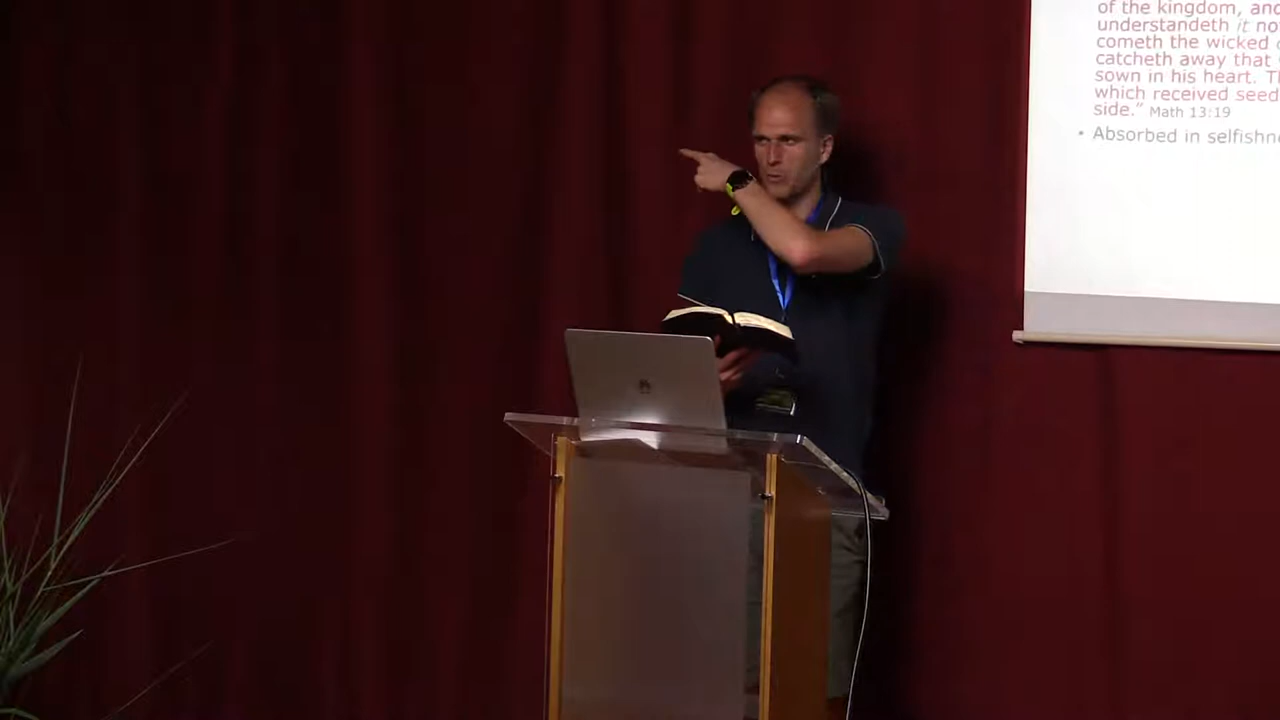 of the kingdom, and
understandeth it no
cometh the wicked
catcheth away that
sown in his heart. Th
which received seed
side.” Math 13:19
• Absorbed in selfishne